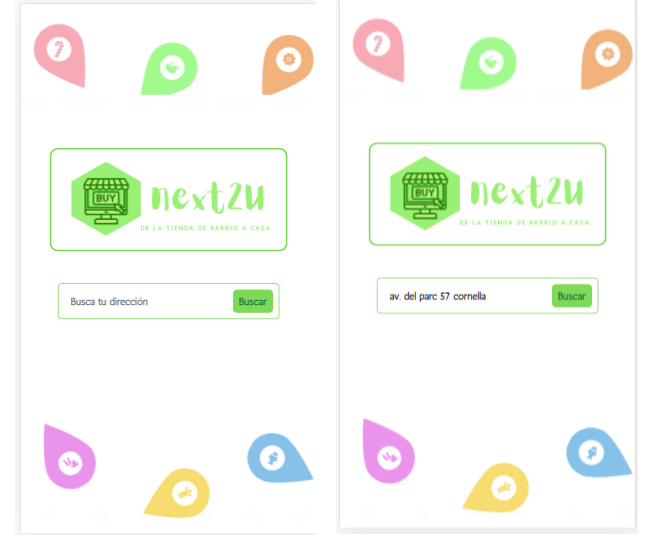 BUY
next2U
DE LA TIENDA DE BARRIO A CASA
Busca tu dirección
Buscar
BUY
next2U
DE LA TIENDA DE BARRIO A CASA
av. del parc 57 cornella
Buscar